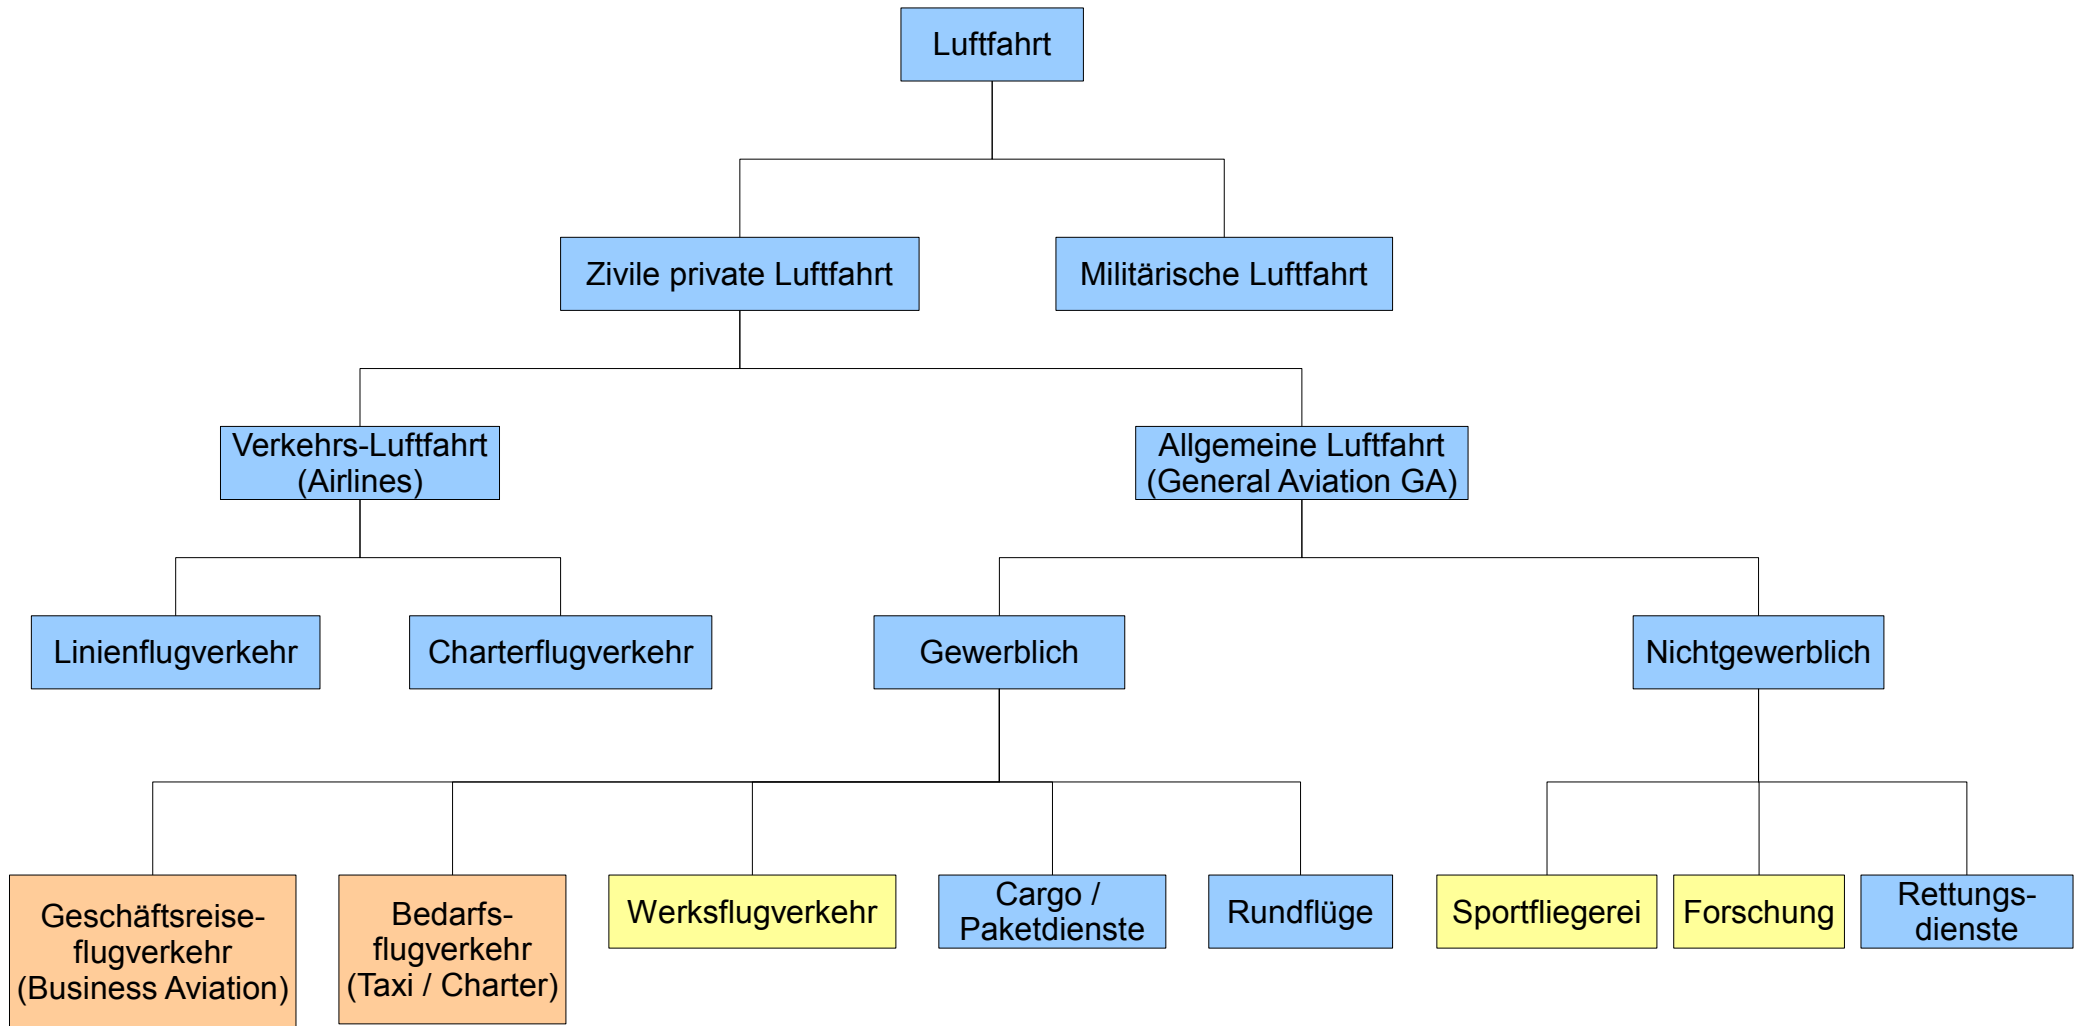 Luftfahrt
Zivile private Luftfahrt
Militärische Luftfahrt
Verkehrs-Luftfahrt
(Airlines)
Allgemeine Luftfahrt
(General Aviation GA)
Linienflugverkehr
Charterflugverkehr
Gewerblich
Nichtgewerblich
Geschäftsreise-
flugverkehr
(Business Aviation)
Bedarfs-
flugverkehr
(Taxi / Charter)
Werksflugverkehr
Cargo /
Paketdienste
Rundflüge
Sportfliegerei
Forschung
Rettungs-
dienste